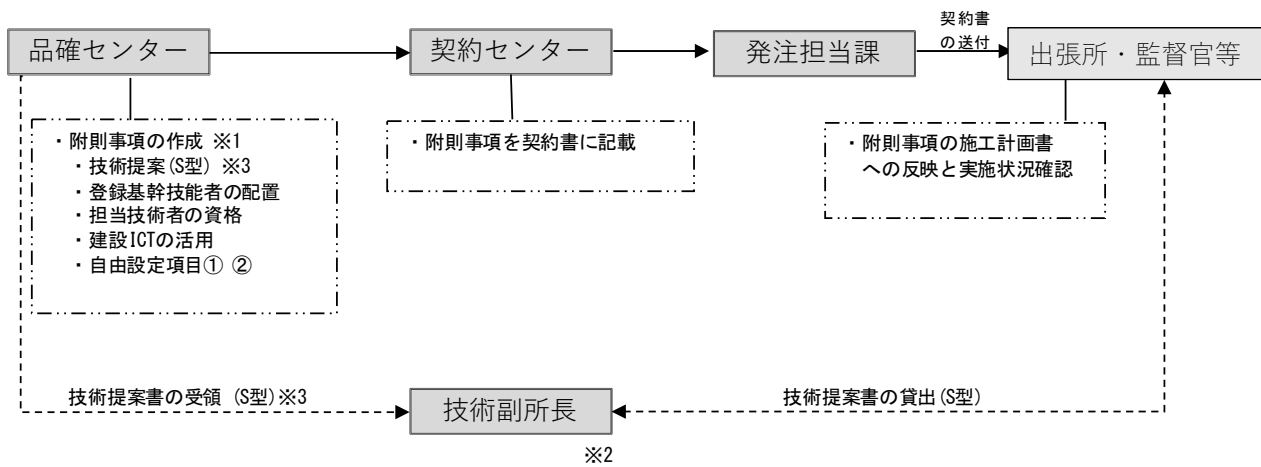 品確センター
契約センター
発注担当課
契約書
の送付
出張所・監督官等
・附則事項の作成 ※1
・技術提案(S型) ※3
・登録基幹技能者の配置
・担当技術者の資格
・建設ICTの活用
・自由設定項目① ②
・附則事項を契約書に記載
・附則事項の施工計画書
への反映と実施状況確認
技術提案書の受領 (S型)※3
技術副所長
技術提案書の貸出(S型)
※2